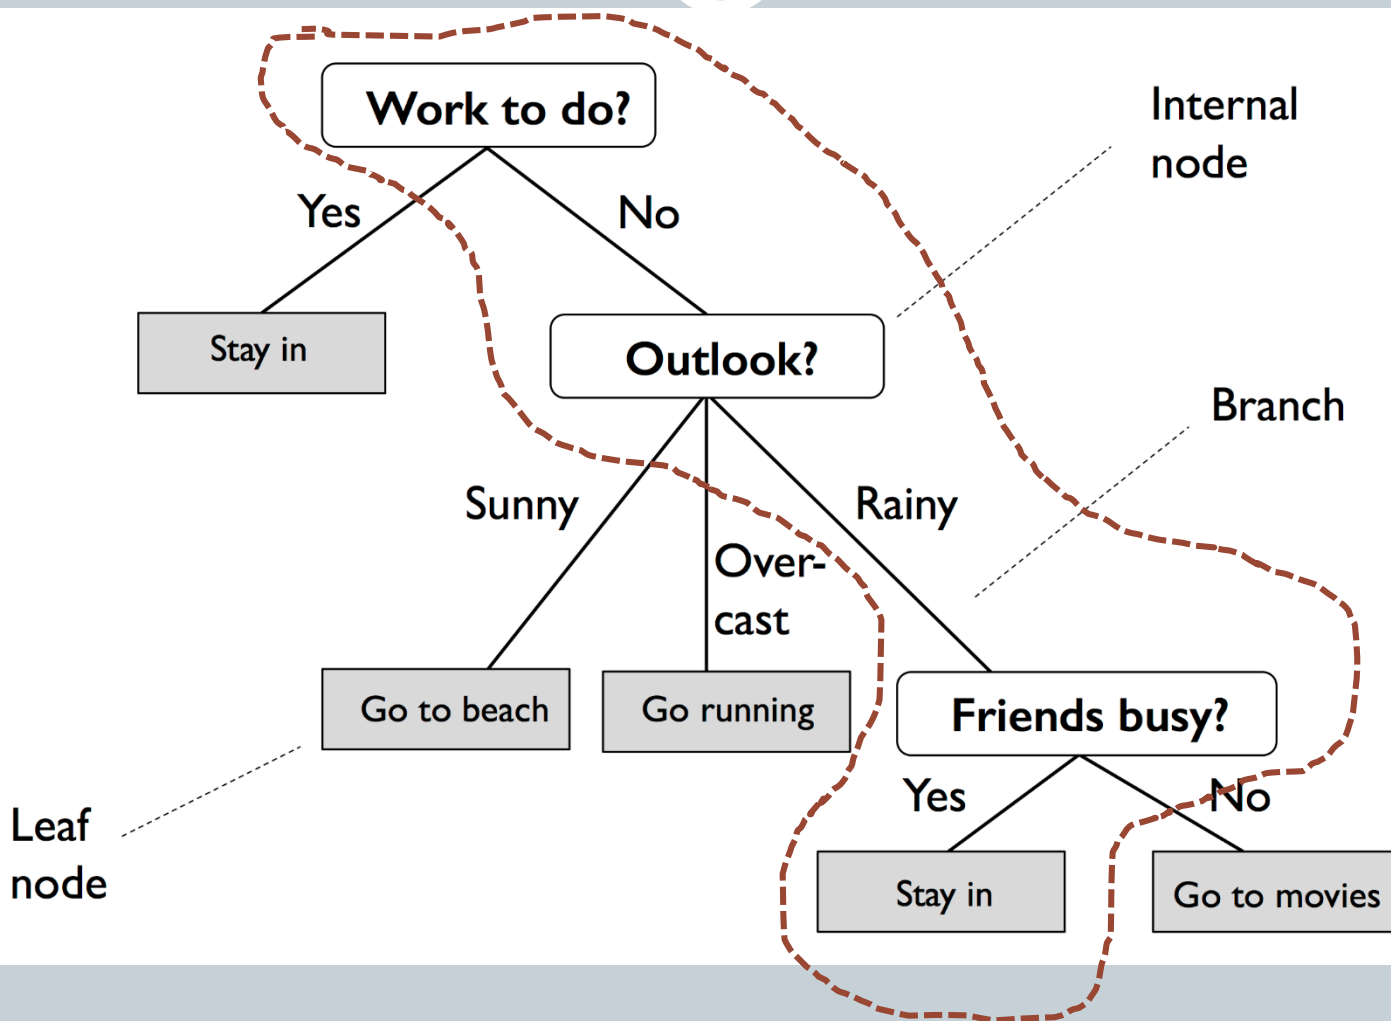 Work to do?
Internal
node
Yes
No
Stay in
Outlook?
Branch
Sunny
Over-
cast
Rainy
Go to beach
Go running
Friends busy?
Leaf
node
Yes
No
Stay in
Go to movies